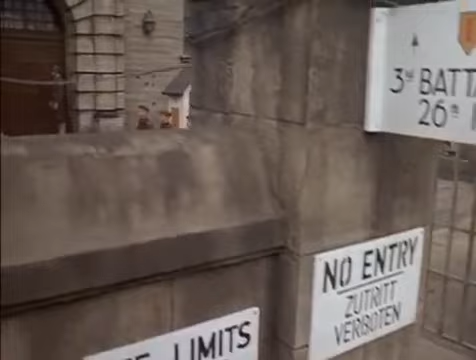 3rd BATTA
26th
NO ENTRY
ZUTRITT
VERBOTEN
LIMITS